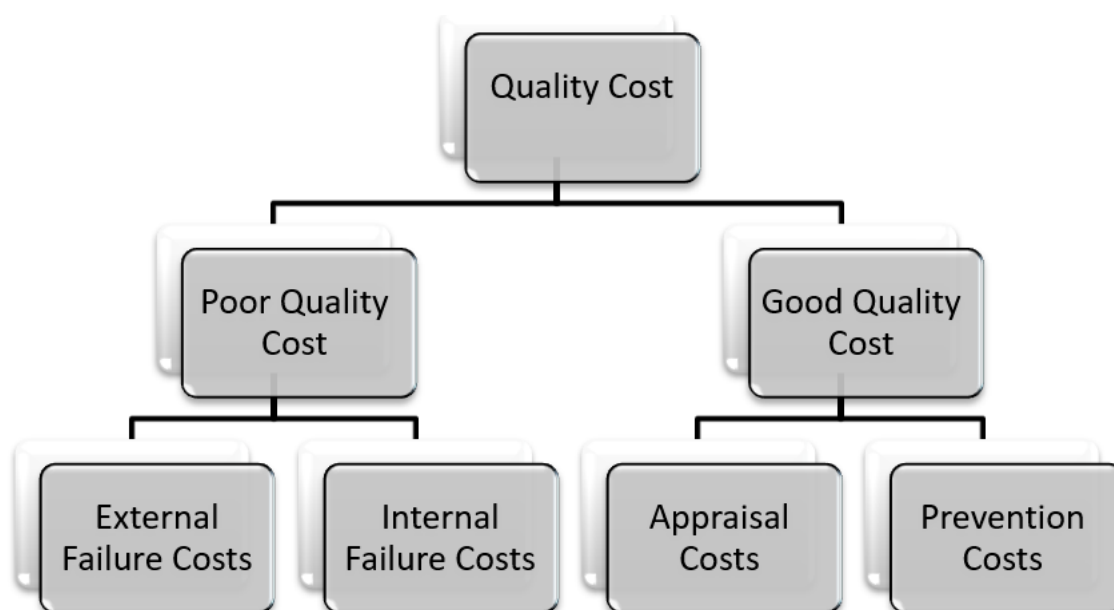 Quality Cost
Poor Quality
Cost
Good Quality
Cost
External
Failure Costs
Internal
Failure Costs
Appraisal
Costs
Prevention
Costs